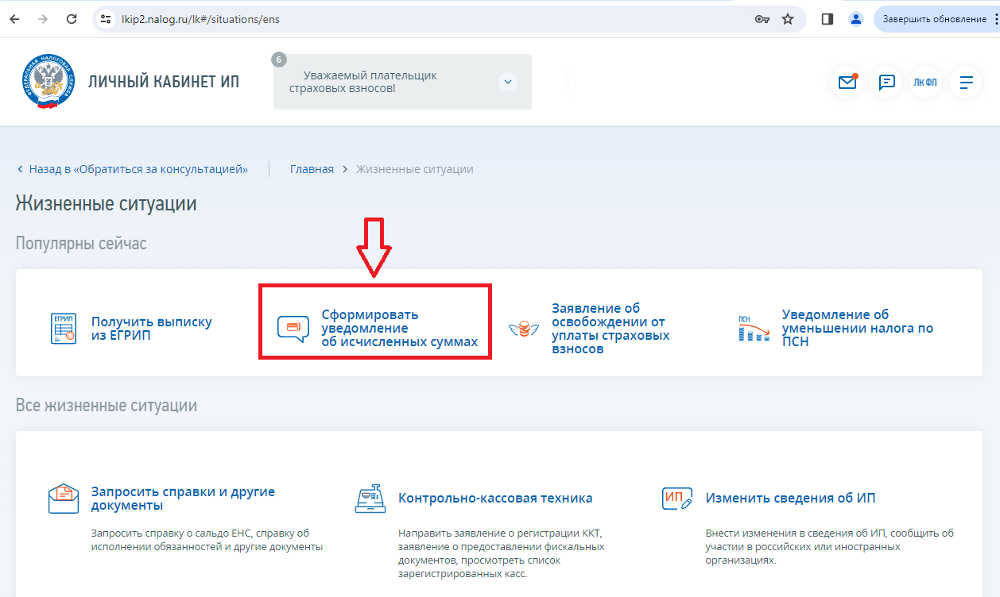 lkip2.nalog.ru/lk#/situations/ens
Завершить обновление
ФЕДЕРАЛЬНАЯ НАЛОГОВАЯ СЛУЖБА
ЛИЧНЫЙ КАБИНЕТ ИП
6
Уважаемый плательщик
страховых взносов!
ЛК ФЛ
Назад в «Обратиться за консультацией»
Главная > Жизненные ситуации
Жизненные ситуации
Популярны сейчас
ЕГРИП
Получить выписку
из ЕГРИП
Сформировать
уведомление
об исчисленных суммах
Заявление об
освобождении от
уплаты страховых
взносов
ПСН
Уведомление об
уменьшении налога по
ПСН
Все жизненные ситуации
Запросить справки и другие
документы
Запросить справку о сальдо ЕНС, справку об
исполнении обязанностей и другие документы
Контрольно-кассовая техника
Направить заявление о регистрации ККТ,
заявление о предоставлении фискальных
документов, просмотреть список
зарегистрированных касс.
ИП
Изменить сведения об ИП
Внести изменения в сведения об ИП, сообщить об
участии в российских или иностранных
организациях.